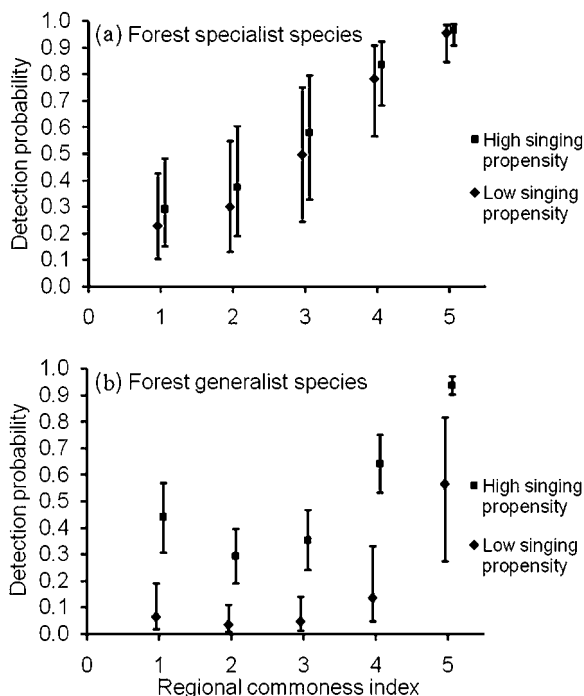 (a) Forest specialist species
Detection probability
1.0
0.9
0.8
0.7
0.6
0.5
0.4
0.3
0.2
0.1
0.0
0 1 2 3 4 5
High singing
propensity
Low singing
propensity
(b) Forest generalist species
Detection probability
1.0
0.9
0.8
0.7
0.6
0.5
0.4
0.3
0.2
0.1
0.0
0 1 2 3 4 5
High singing
propensity
Low singing
propensity
Regional commoness index